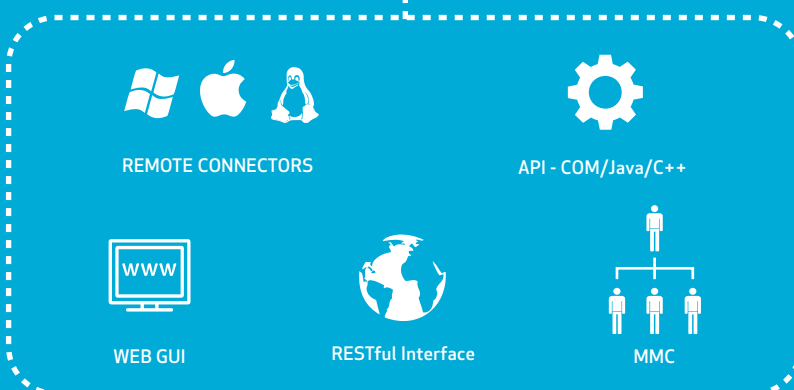 REMOTE CONNECTORS
API - COM/Java/C++
www
WEB GUI
RESTful Interface
MMC